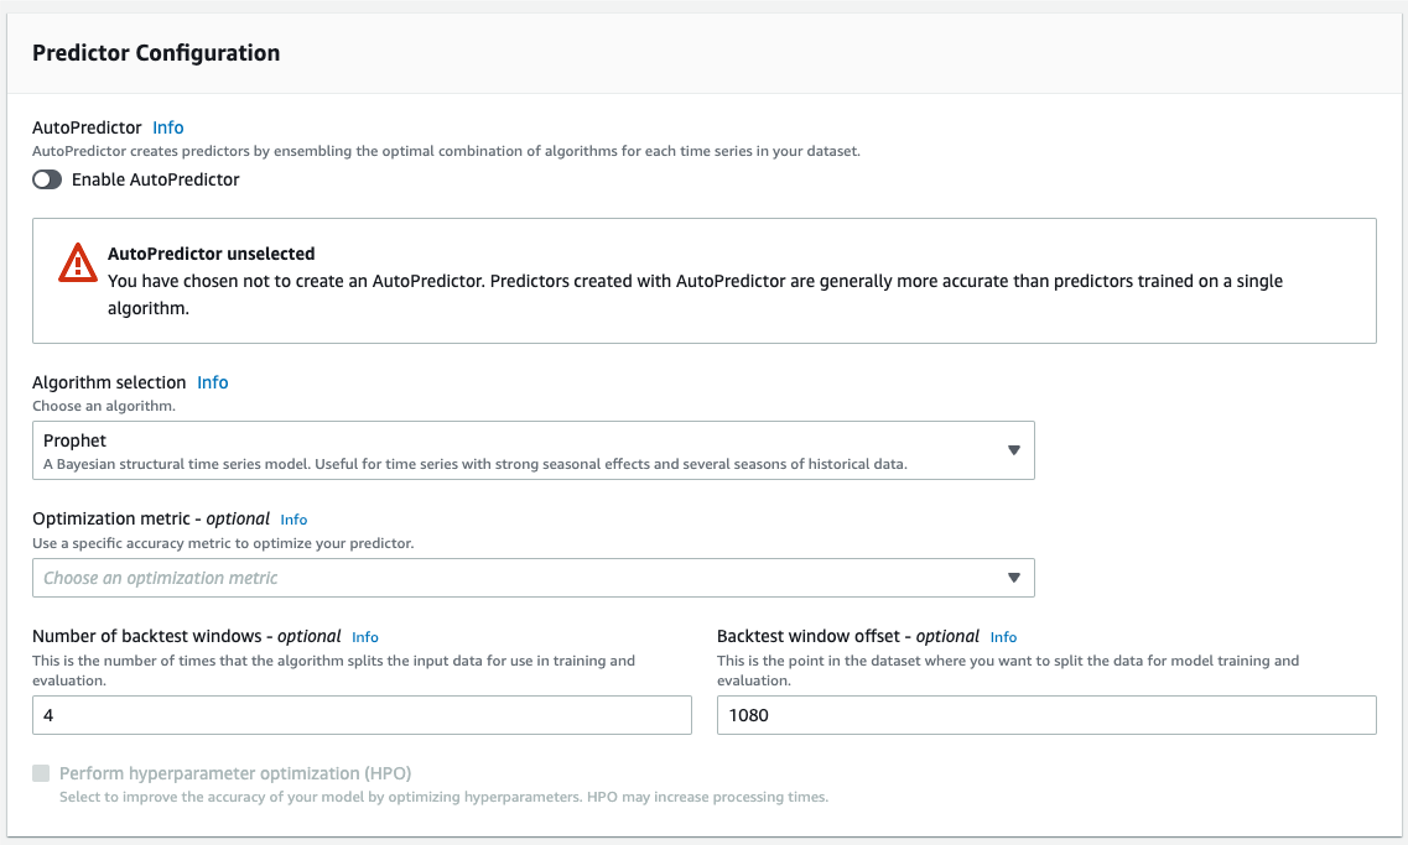 Predictor Configuration
AutoPredictor Info
AutoPredictor creates predictors by ensembling the optimal combination of algorithms for each time series in your dataset.
Enable AutoPredictor
AutoPredictor unselected
You have chosen not to create an AutoPredictor. Predictors created with AutoPredictor are generally more accurate than predictors trained on a single
algorithm.
Algorithm selection Info
Choose an algorithm.
Prophet
A Bayesian structural time series model. Useful for time series with strong seasonal effects and several seasons of historical data.
Optimization metric - optional Info
Use a specific accuracy metric to optimize your predictor.
Choose an optimization metric
Number of backtest windows - optional Info
This is the number of times that the algorithm splits the input data for use in training and
evaluation.
4
Backtest window offset - optional Info
This is the point in the dataset where you want to split the data for model training and
evaluation.
1080
Perform hyperparameter optimization (HPO)
Select to improve the accuracy of your model by optimizing hyperparameters. HPO may increase processing times.